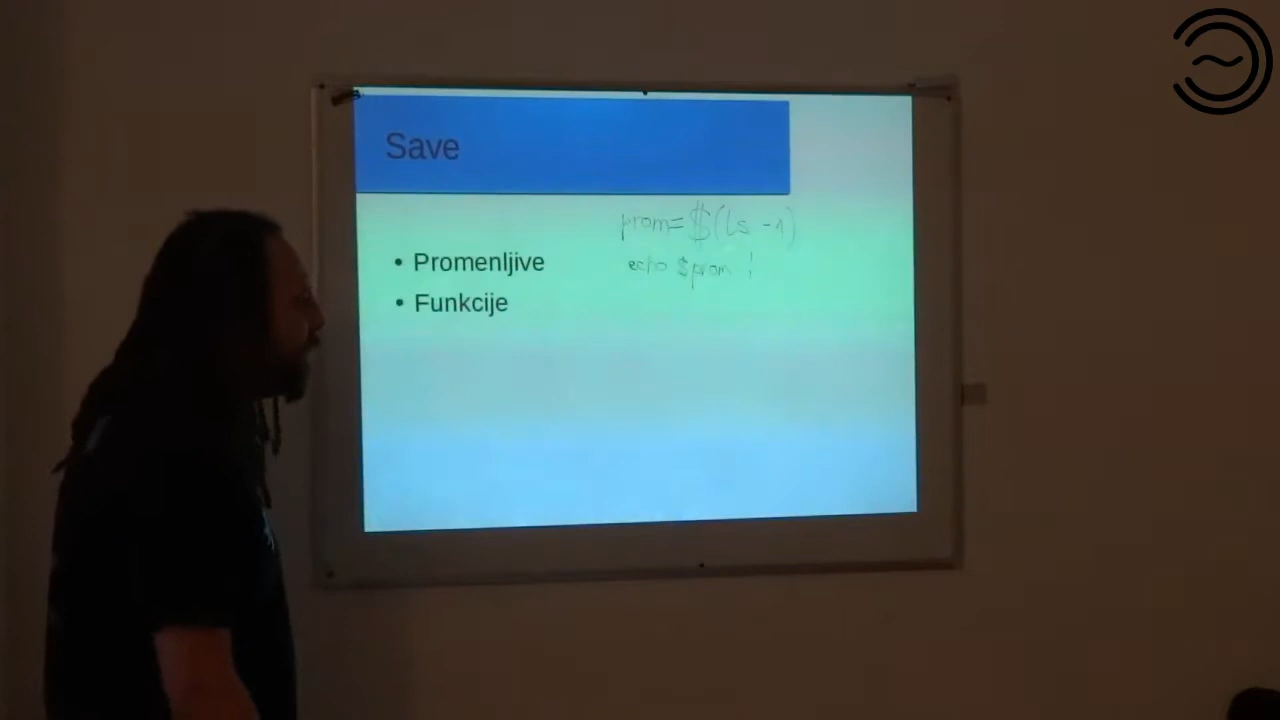 Save
prom=$(ls -1)
echo $prom
• Promenljive
• Funkcije